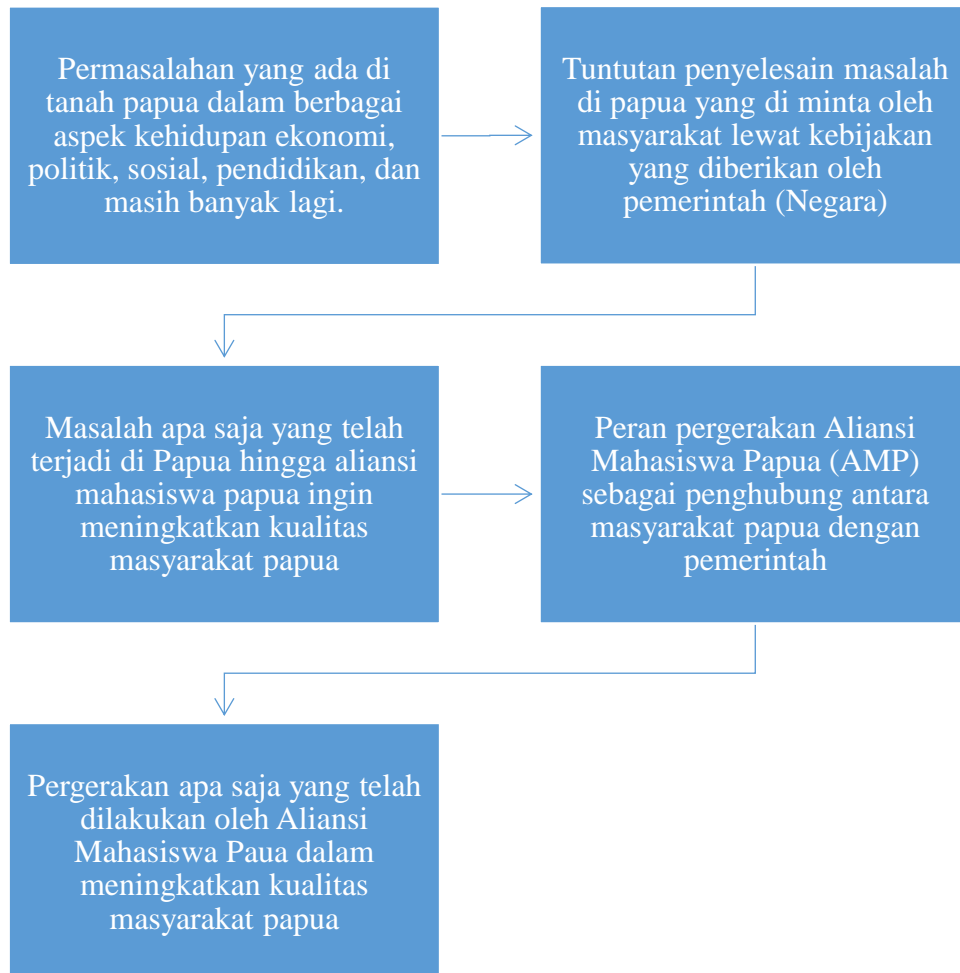 Permasalahan yang ada di
tanah papua dalam berbagai
aspek kehidupan ekonomi,
politik, sosial, pendidikan, dan
masih banyak lagi.
Tuntutan penyelesain masalah
di papua yang di minta oleh
masyarakat lewat kebijakan
yang diberikan oleh
pemerintah (Negara)
Masalah apa saja yang telah
terjadi di Papua hingga aliansi
mahasiswa papua ingin
meningkatkan kualitas
masyarakat papua
Peran pergerakan Aliansi
Mahasiswa Papua (AMP)
sebagai penghubung antara
masyarakat papua dengan
pemerintah
Pergerakan apa saja yang telah
dilakukan oleh Aliansi
Mahasiswa Paua dalam
meningkatkan kualitas
masyarakat papua